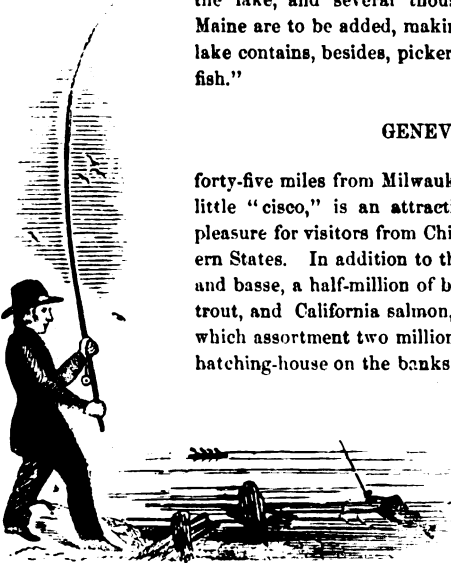 the lake, and several thous
Maine are to be added, makin
lake contains, besides, picker
fish."
GENEV
forty-five miles from Milwauk
little "cisco," is an attracti
pleasure for visitors from Chi
ern States. In addition to th
and basse, a half-million of b
trout, and California salmon,
which assortment two million
hatching-house on the banks